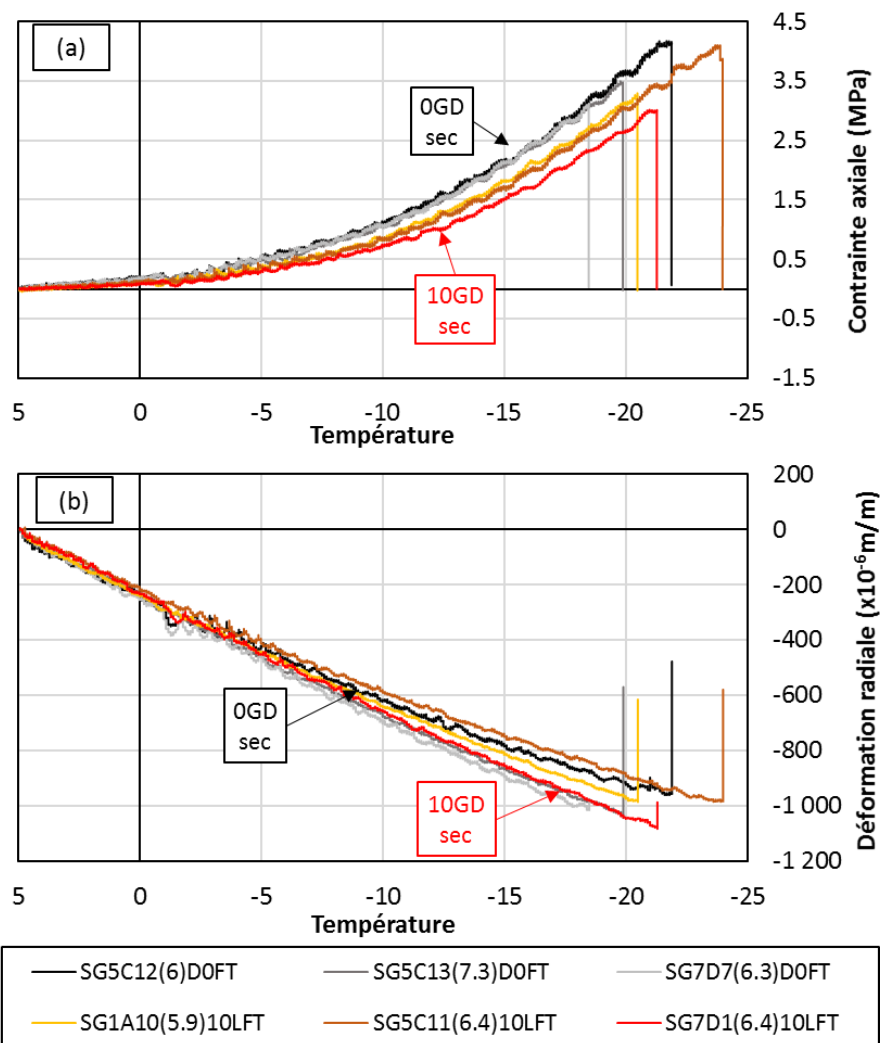 (a)
4.5
3.5
2.5
1.5
0.5
-0.5
-1.5
Contrainte axiale (MPa)
0GD
sec
10GD
sec
5 0 -5 -10 -15 -20 -25
Température
(b)
200
0
-200
-400
-600
-800
-1 000
-1 200
Déformation radiale (x10-6m/m)
0GD
sec
10GD
sec
5 0 -5 -10 -15 -20 -25
Température
SG5C12(6)D0FT SG5C13(7.3)D0FT SG7D7(6.3)D0FT
SG1A10(5.9)10LFT SG5C11(6.4)10LFT SG7D1(6.4)10LFT